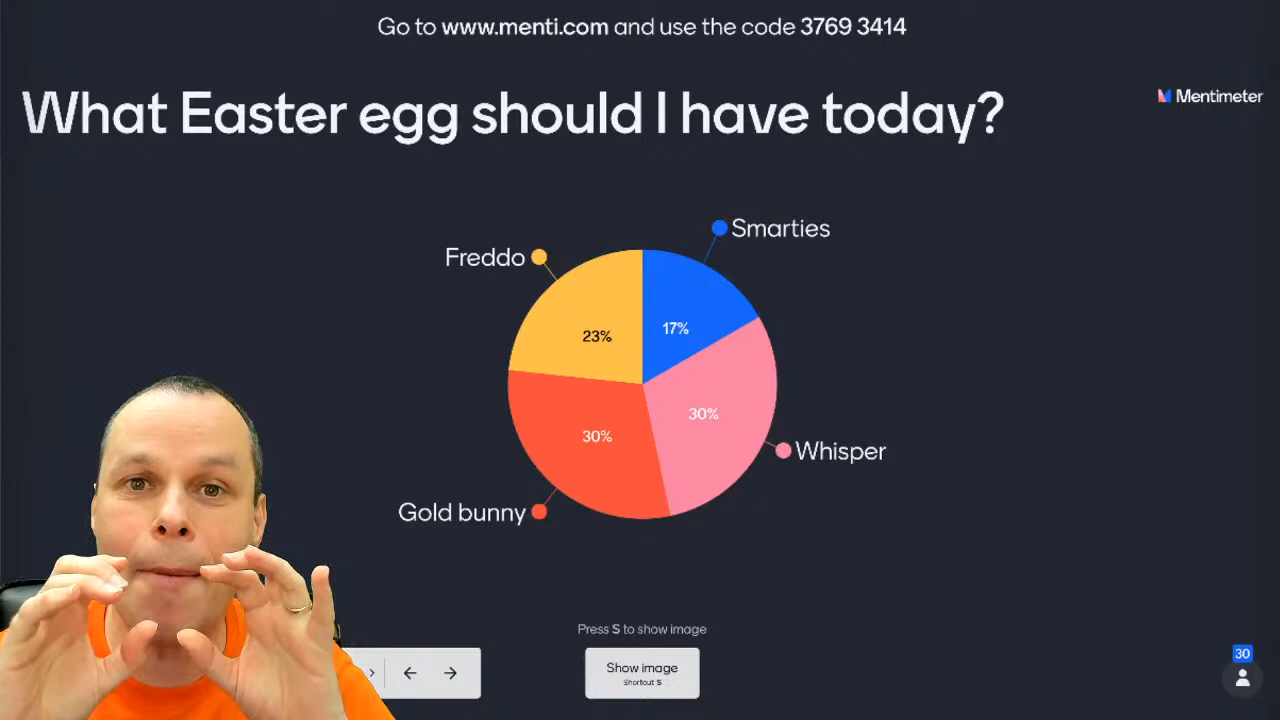 Go to www.menti.com and use the code 3769 3414
What Easter egg should I have today?
Mentimeter
Smarties
Freddo
17%
23%
30%
30%
Whisper
Gold bunny
Press S to show image
Show image
Shortcut S
30